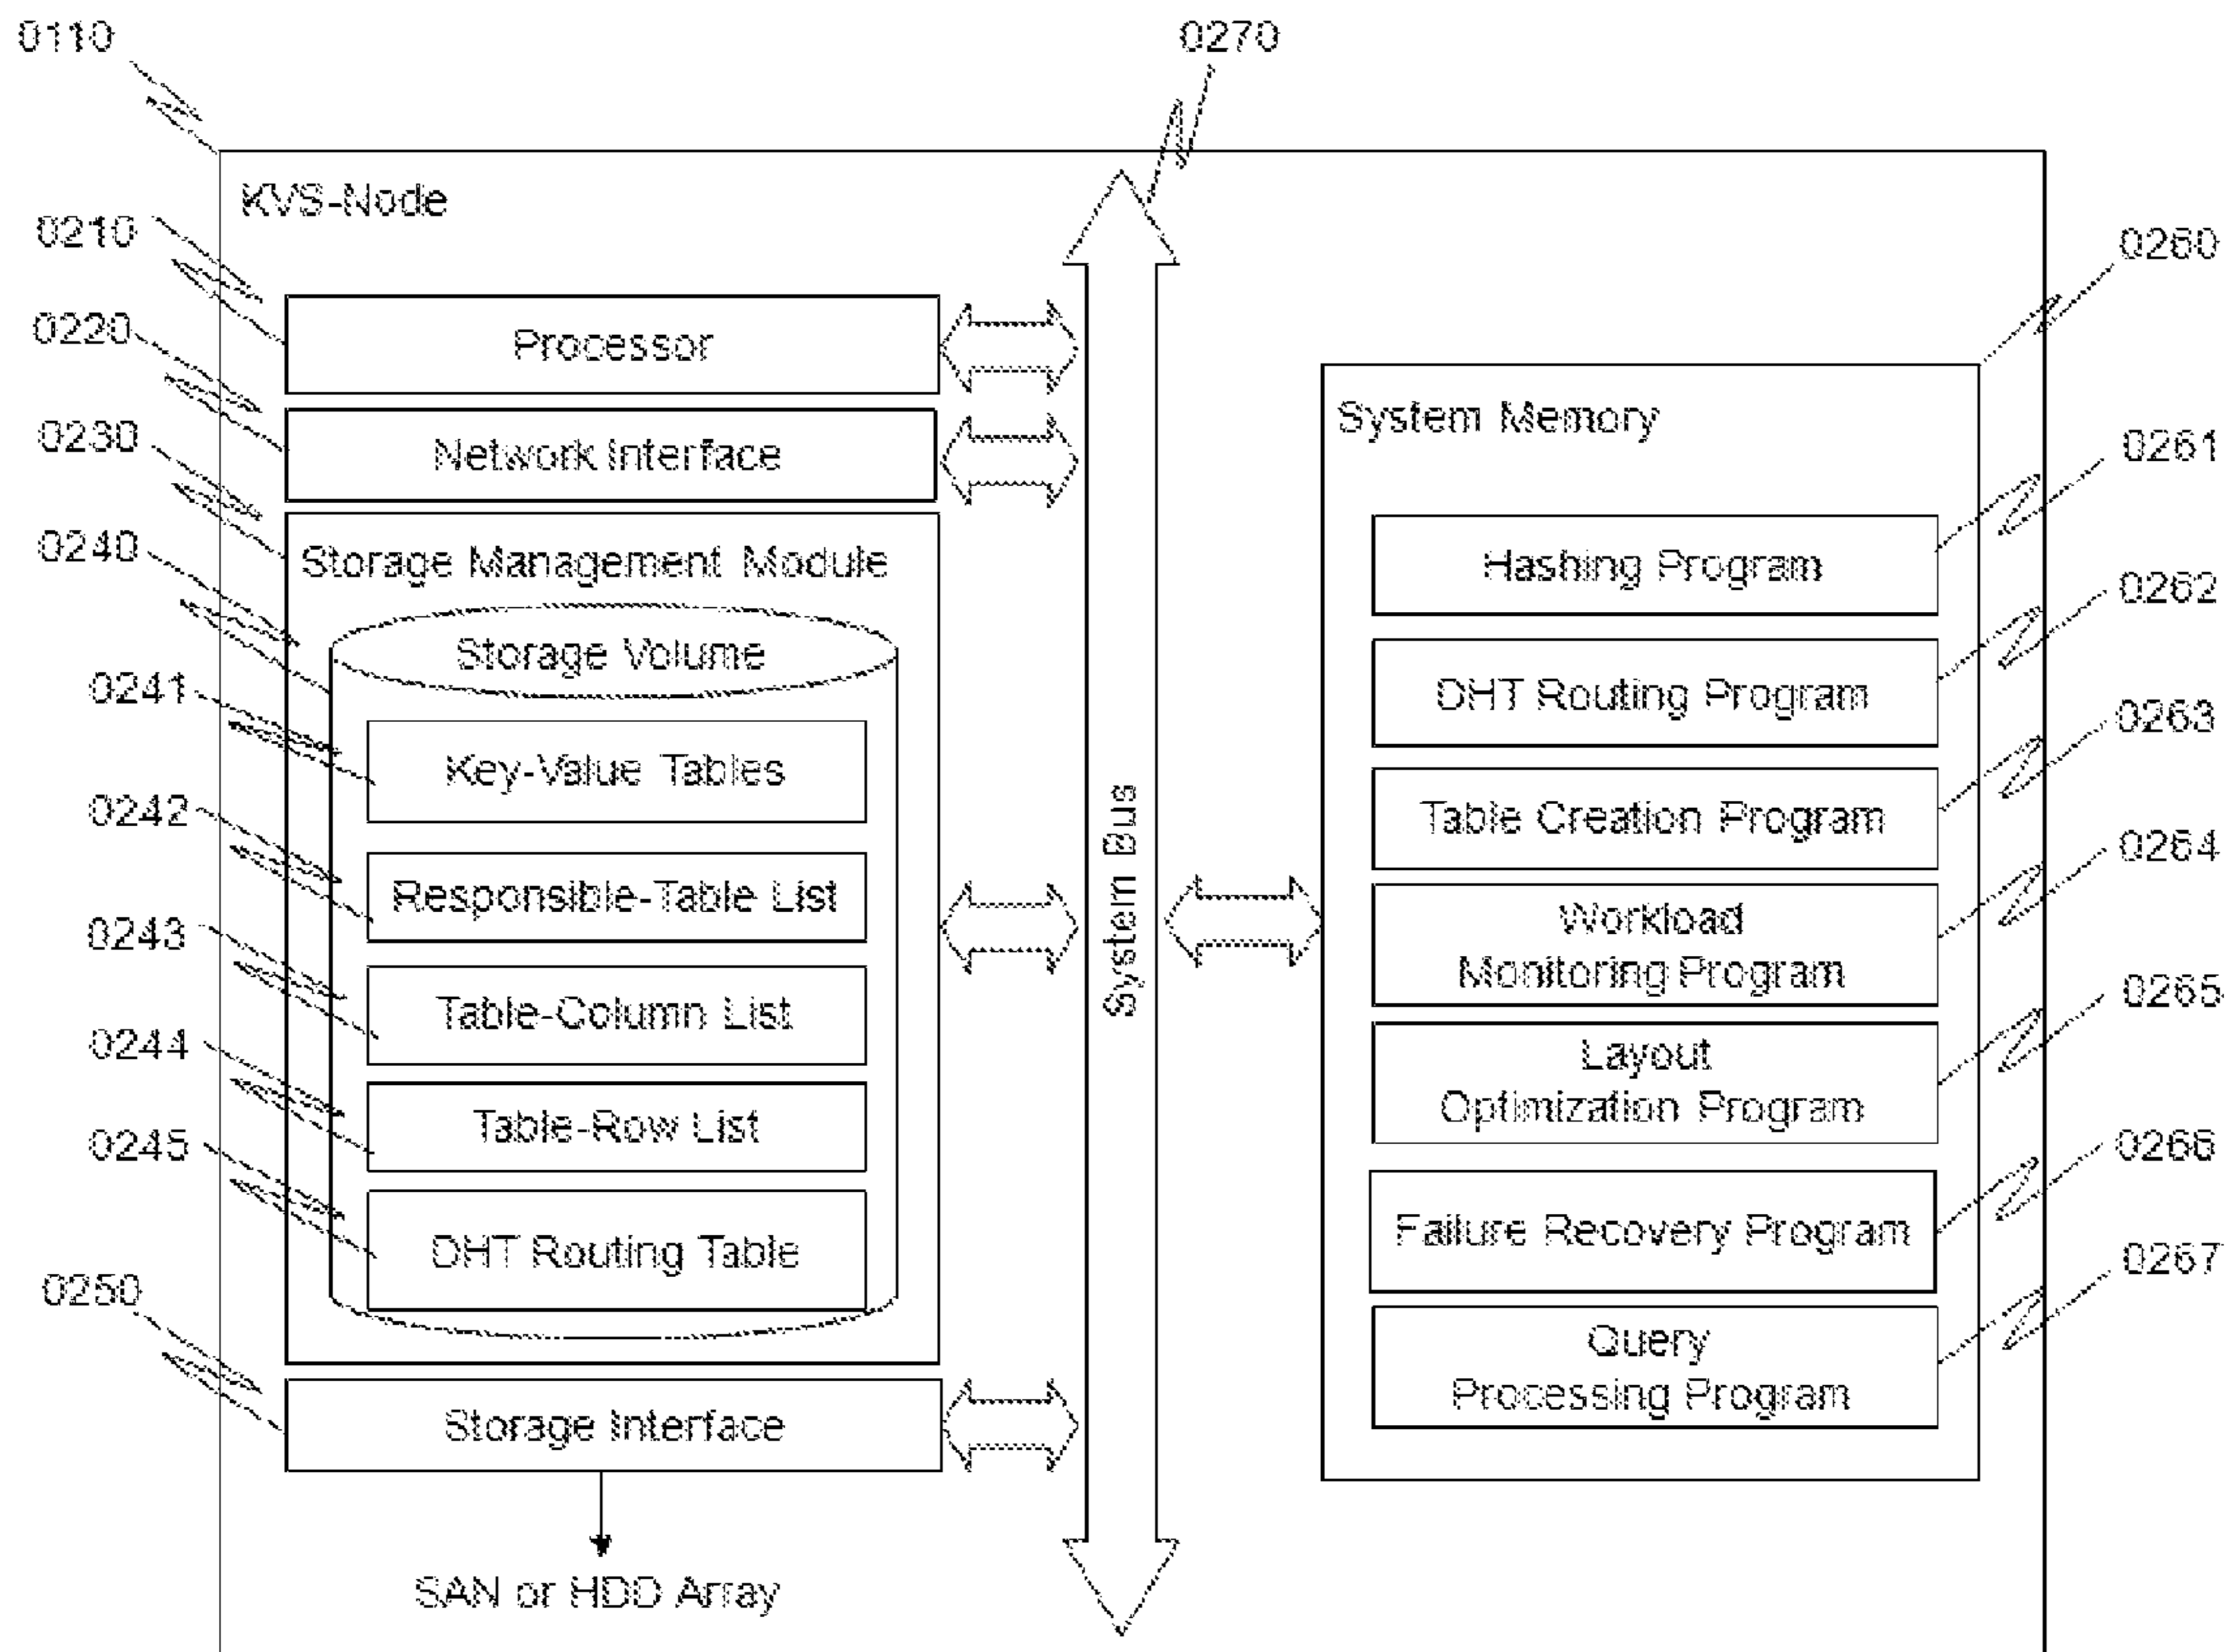 0110
0270
KVS-Node
0210
0260
0220
Processor
System Memory
0230
Network Interface
0261
0240
Storage Management Module
Hashing Program
0262
Storage Volume
0241
DHT Routing Program
0263
Key-Value Tables
0242
Table Creation Program
0264
Responsible-Table List
System Bus
Workload
Monitoring Program
0243
Table-Column List
0265
0244
Layout
Optimization Program
Table-Row List
0245
0266
DHT Routing Table
Failure Recovery Program
0267
0250
Query
Processing Program
Storage Interface
SAN or HDD Array